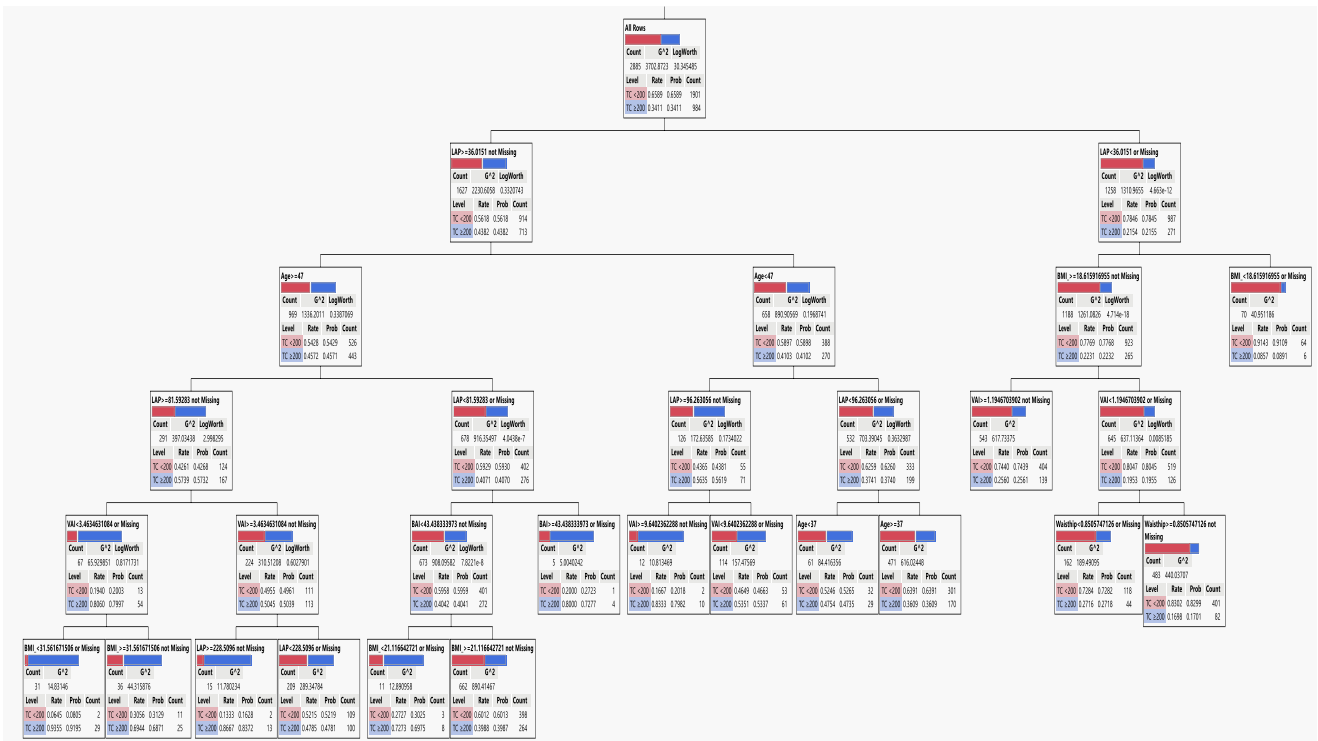 All Rows
Count G^2 LogWorth
2885 3702.8723 30.345485
Level Rate Prob Count
TC <200 0.6589 0.6589 1901
TC ≥200 0.3411 0.3411 984
LAP>=36.0151 not Missing
Count G^2 LogWorth
1627 2230.6058 0.3320743
Level Rate Prob Count
TC <200 0.5618 0.5618 914
TC ≥200 0.4382 0.4382 713
LAP<36.0151 or Missing
Count G^2 LogWorth
1258 1310.9655 4.663e-12
Level Rate Prob Count
TC <200 0.7846 0.7845 987
TC ≥200 0.2154 0.2155 271
Age>=47
Count G^2 LogWorth
969 1336.2011 0.3387069
Level Rate Prob Count
TC <200 0.5428 0.5429 526
TC ≥200 0.4572 0.4571 443
Age<47
Count G^2 LogWorth
658 890.90569 0.1968741
Level Rate Prob Count
TC <200 0.5897 0.5898 388
TC ≥200 0.4103 0.4102 270
BMI_>=18.615916955 not Missing
Count G^2 LogWorth
1188 1261.0826 4.714e-18
Level Rate Prob Count
TC <200 0.7769 0.7768 923
TC ≥200 0.2231 0.2232 265
BMI_<18.615916955 or Missing
Count G^2
70 40.951186
Level Rate Prob Count
TC <200 0.9143 0.9109 64
TC ≥200 0.0857 0.0891 6
LAP>=81.59283 not Missing
Count G^2 LogWorth
291 397.03438 2.998295
Level Rate Prob Count
TC <200 0.4261 0.4268 124
TC ≥200 0.5739 0.5732 167
LAP<81.59283 or Missing
Count G^2 LogWorth
678 916.35497 4.0438e-7
Level Rate Prob Count
TC <200 0.5929 0.5930 402
TC ≥200 0.4071 0.4070 276
LAP>=96.263056 not Missing
Count G^2 LogWorth
126 172.63585 0.1734022
Level Rate Prob Count
TC <200 0.4365 0.4381 55
TC ≥200 0.5635 0.5619 71
LAP<96.263056 or Missing
Count G^2 LogWorth
532 703.39045 0.3632987
Level Rate Prob Count
TC <200 0.6259 0.6260 333
TC ≥200 0.3741 0.3740 199
VAI>=1.1946703902 not Missing
Count G^2
543 617.73375
Level Rate Prob Count
TC <200 0.7440 0.7439 404
TC ≥200 0.2560 0.2561 139
VAI<1.1946703902 or Missing
Count G^2 LogWorth
645 637.11364 0.0085185
Level Rate Prob Count
TC <200 0.8047 0.8045 519
TC ≥200 0.1953 0.1955 126
VAI<3.4634631084 or Missing
Count G^2 LogWorth
67 65.929851 0.8171731
Level Rate Prob Count
TC <200 0.1940 0.2003 13
TC ≥200 0.8060 0.7997 54
VAI>=3.4634631084 not Missing
Count G^2 LogWorth
224 310.51208 0.6027901
Level Rate Prob Count
TC <200 0.4955 0.4961 111
TC ≥200 0.5045 0.5039 113
BAI<43.438333973 not Missing
Count G^2 LogWorth
673 908.09582 7.8221e-8
Level Rate Prob Count
TC <200 0.5958 0.5959 401
TC ≥200 0.4042 0.4041 272
BAI>=43.438333973 or Missing
Count G^2
5 5.0040242
Level Rate Prob Count
TC <200 0.2000 0.2723 1
TC ≥200 0.8000 0.7277 4
VAI>=9.6402362288 not Missing
Count G^2
12 10.813469
Level Rate Prob Count
TC <200 0.1667 0.2018 2
TC ≥200 0.8333 0.7982 10
VAI<9.6402362288 or Missing
Count G^2
114 157.47569
Level Rate Prob Count
TC <200 0.4649 0.4663 53
TC ≥200 0.5351 0.5337 61
Age<37
Count G^2
61 84.416356
Level Rate Prob Count
TC <200 0.5246 0.5265 32
TC ≥200 0.4754 0.4735 29
Age>=37
Count G^2
471 616.02448
Level Rate Prob Count
TC <200 0.6391 0.6391 301
TC ≥200 0.3609 0.3609 170
Waisthip<0.8505747126 or Missing
Count G^2
162 189.49095
Level Rate Prob Count
TC <200 0.7284 0.7282 118
TC ≥200 0.2716 0.2718 44
Waisthip>=0.8505747126 not
Missing
Count G^2
483 440.03707
Level Rate Prob Count
TC <200 0.8302 0.8299 401
TC ≥200 0.1698 0.1701 82
BMI_<31.561671506 or Missing
Count G^2
31 14.83146
Level Rate Prob Count
TC <200 0.0645 0.0805 2
TC ≥200 0.9355 0.9195 29
BMI_>=31.561671506 not Missing
Count G^2
36 44.315876
Level Rate Prob Count
TC <200 0.3056 0.3129 11
TC ≥200 0.6944 0.6871 25
LAP>=228.5096 not Missing
Count G^2
15 11.780234
Level Rate Prob Count
TC <200 0.1333 0.1628 2
TC ≥200 0.8667 0.8372 13
LAP<228.5096 or Missing
Count G^2
209 289.34784
Level Rate Prob Count
TC <200 0.5215 0.5219 109
TC ≥200 0.4785 0.4781 100
BMI_<21.116642721 or Missing
Count G^2
11 12.890958
Level Rate Prob Count
TC <200 0.2727 0.3025 3
TC ≥200 0.7273 0.6975 8
BMI_>=21.116642721 not Missing
Count G^2
662 890.41467
Level Rate Prob Count
TC <200 0.6012 0.6013 398
TC ≥200 0.3988 0.3987 264